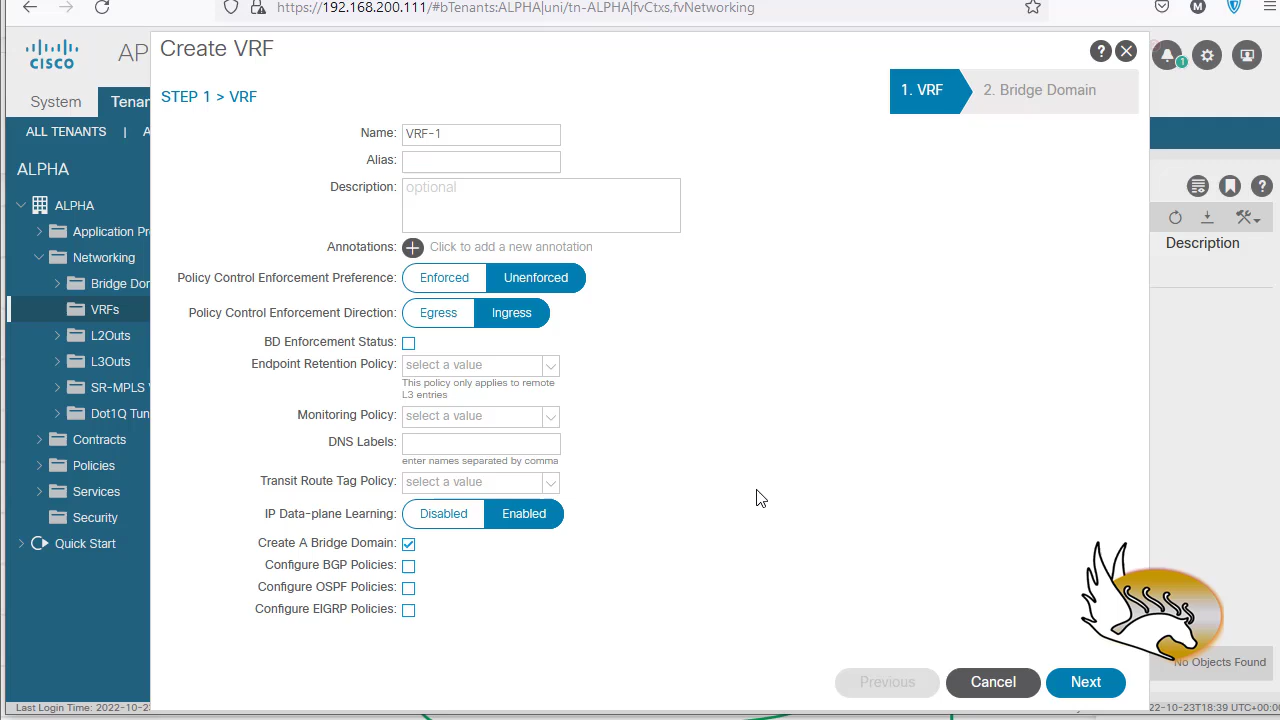 https://192.168.200.111/#bTenants:ALPHA|uni/tn-ALPHA|fvCtxs,fvNetworking
M
CISCO
AP
1
System
Tenan
ALL TENANTS | A
ALPHA
ALPHA
Application Pr
Networking
Bridge Dor
VRFs
L2Outs
L3Outs
SR-MPLS V
Dot1Q Tun
Contracts
Policies
Services
Security
Quick Start
Create VRF
STEP 1 > VRF
1. VRF
2. Bridge Domain
Name: VRF-1
Alias:
Description: optional
Annotations: Click to add a new annotation
Policy Control Enforcement Preference: Enforced Unenforced
Policy Control Enforcement Direction: Egress Ingress
BD Enforcement Status:
Endpoint Retention Policy: select a value
This policy only applies to remote
L3 entries
Monitoring Policy: select a value
DNS Labels:
enter names separated by comma
Transit Route Tag Policy: select a value
IP Data-plane Learning: Disabled Enabled
Create A Bridge Domain:
Configure BGP Policies:
Configure OSPF Policies:
Configure EIGRP Policies:
Previous Cancel Next
Description
No Objects Found
Last Login Time: 2022-10-23
22-10-23T18:39 UTC+00:00